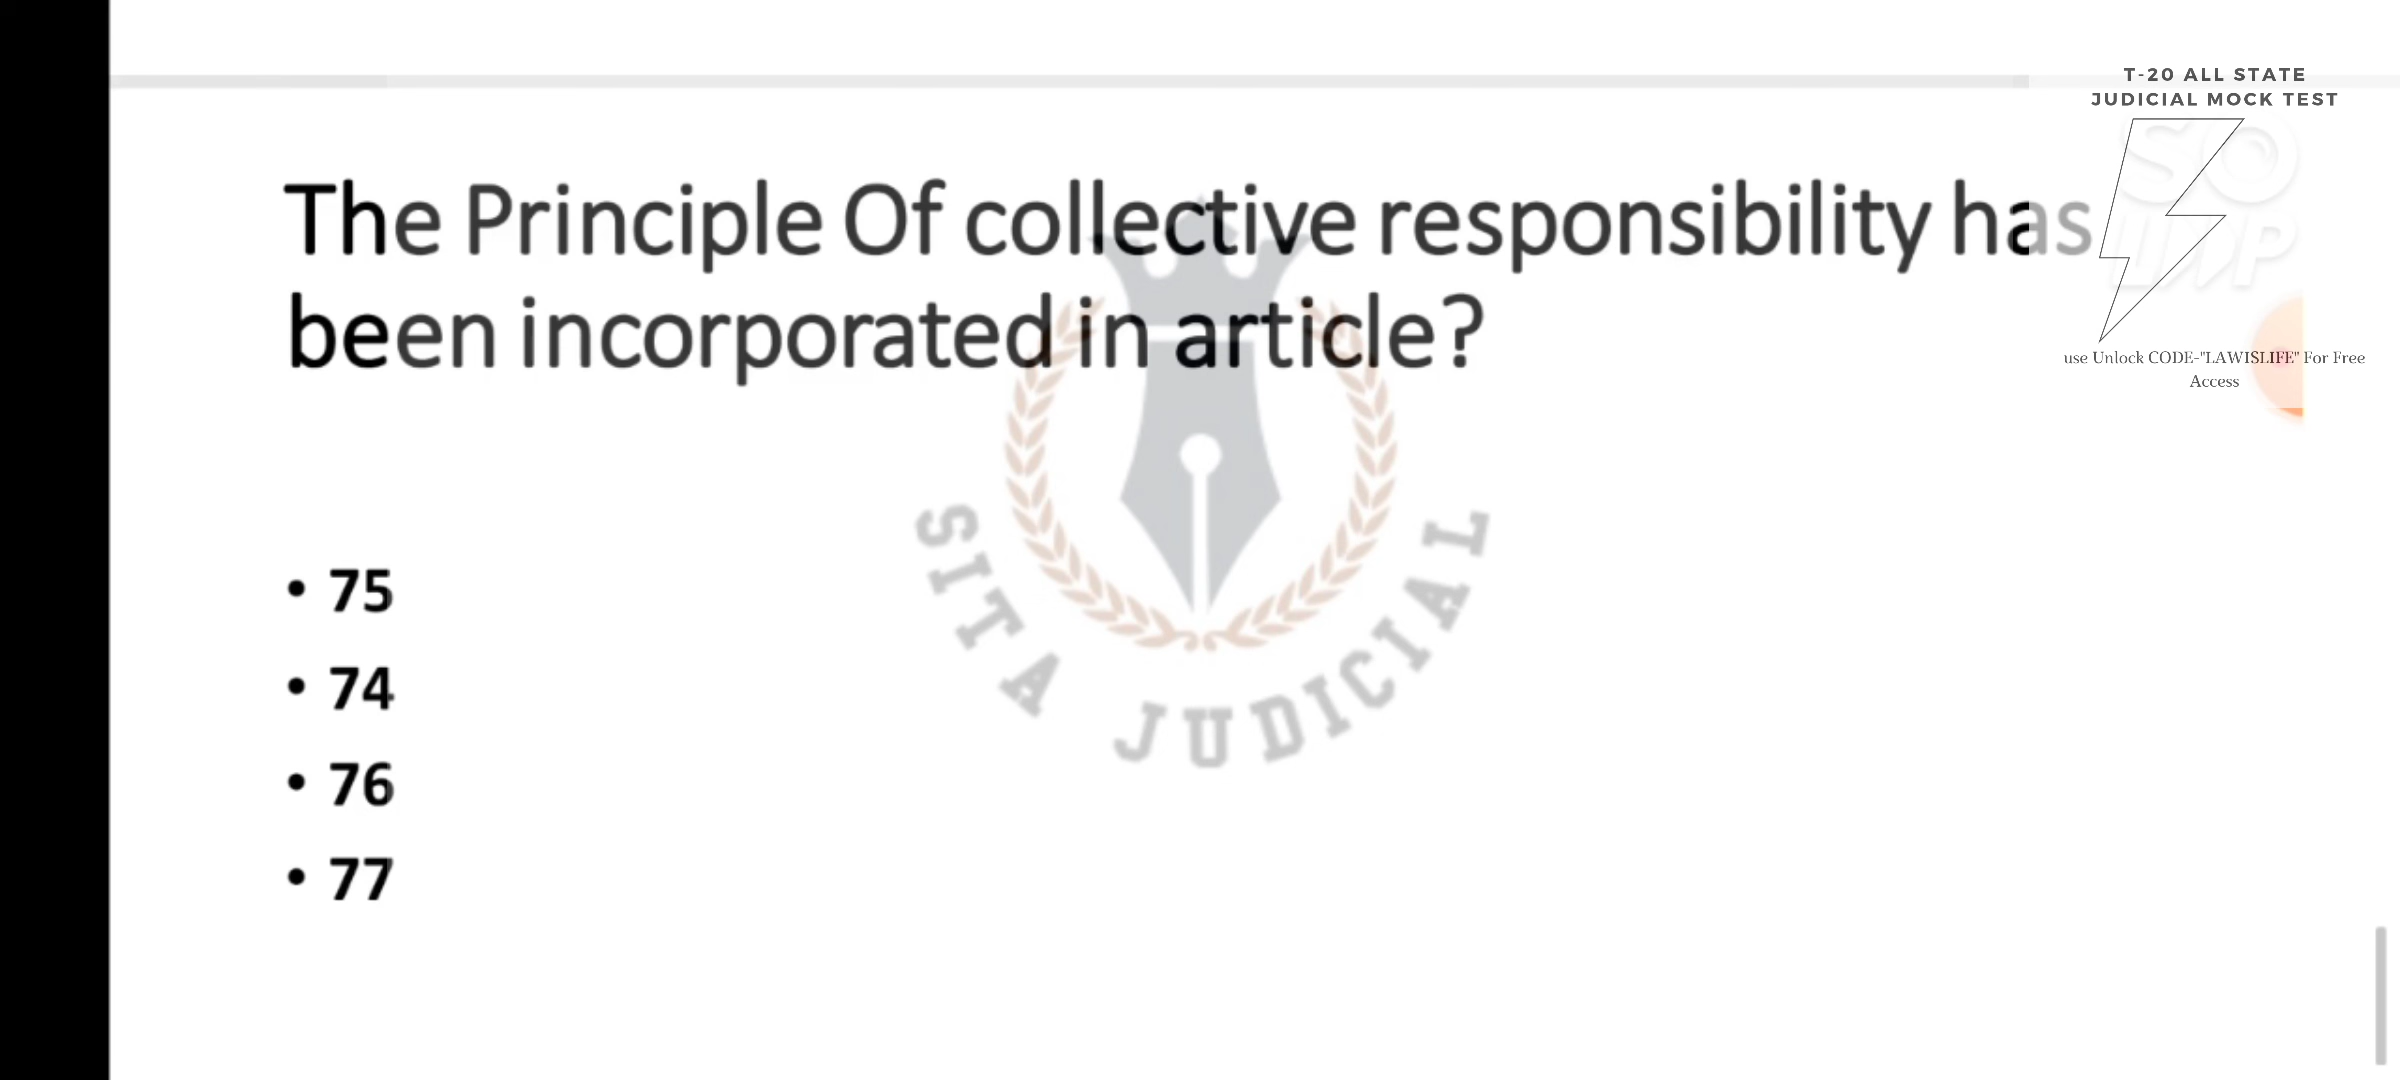 T-20 ALL STATE
JUDICIAL MOCK TEST
The Principle Of collective responsibility has
been incorporated in article?
use Unlock CODE-"LAWISLIFE" For Free
Access
• 75
• 74
• 76
• 77
SITA JUDICIAL